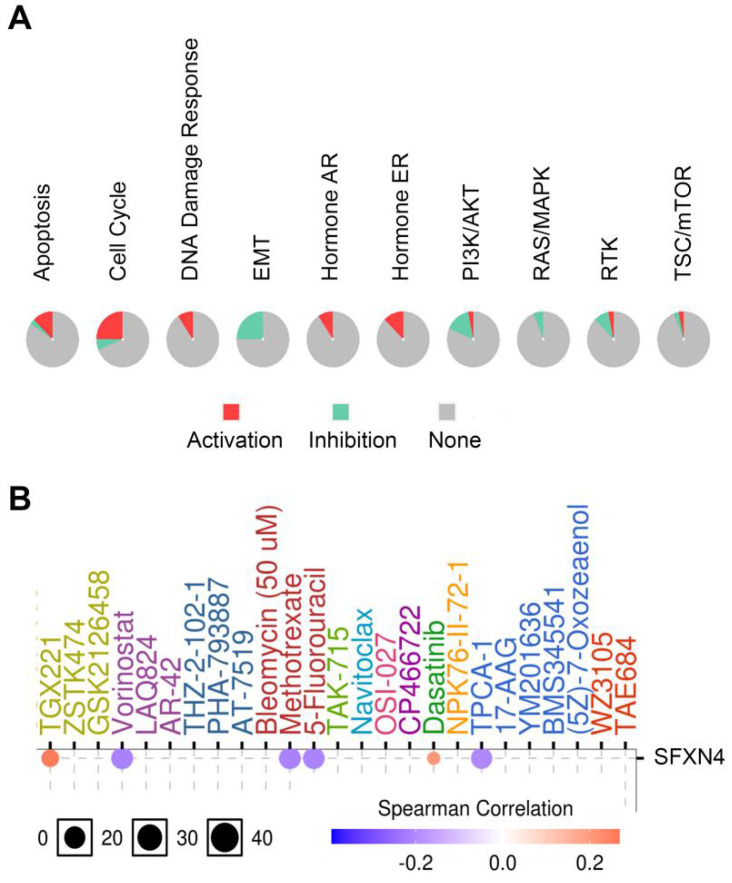 A
Apoptosis
Cell Cycle
DNA Damage Response
EMT
Hormone AR
Hormone ER
PI3K/AKT
RAS/MAPK
RTK
TSC/mTOR
Activation
Inhibition
None
B
TGX221
ZSTK474
GSK2126458
Vorinostat
LAQ824
AR-42
THZ-2-102-1
PHA-793887
AT-7519
Bleomycin (50 uM)
Methotrexate
5-Fluorouracil
TAK-715
Navitoclax
OSI-027
CP466722
Dasatinib
NPK76-II-72-1
TPCA-1
17-AAG
YM201636
BMS345541
(5Z)-7-Oxozeaenol
WZ3105
TAE684
SFXN4
Spearman Correlation
0 20 30 40
-0.2 0.0 0.2